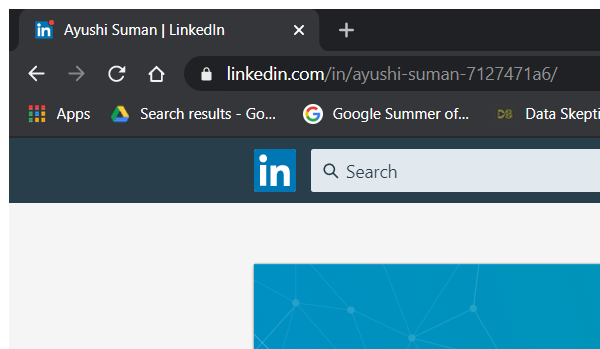 in Ayushi Suman | LinkedIn
linkedin.com/in/ayushi-suman-7127471a6/
Apps Search results - Go... Google Summer of... DS Data Skepti
in Search